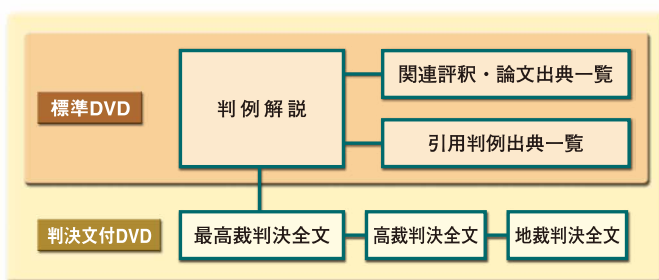 標準DVD
判例解説
関連評釈・論文出典一覧
引用判例出典一覧
判決文付DVD
最高裁判決全文
高裁判決全文
地裁判決全文